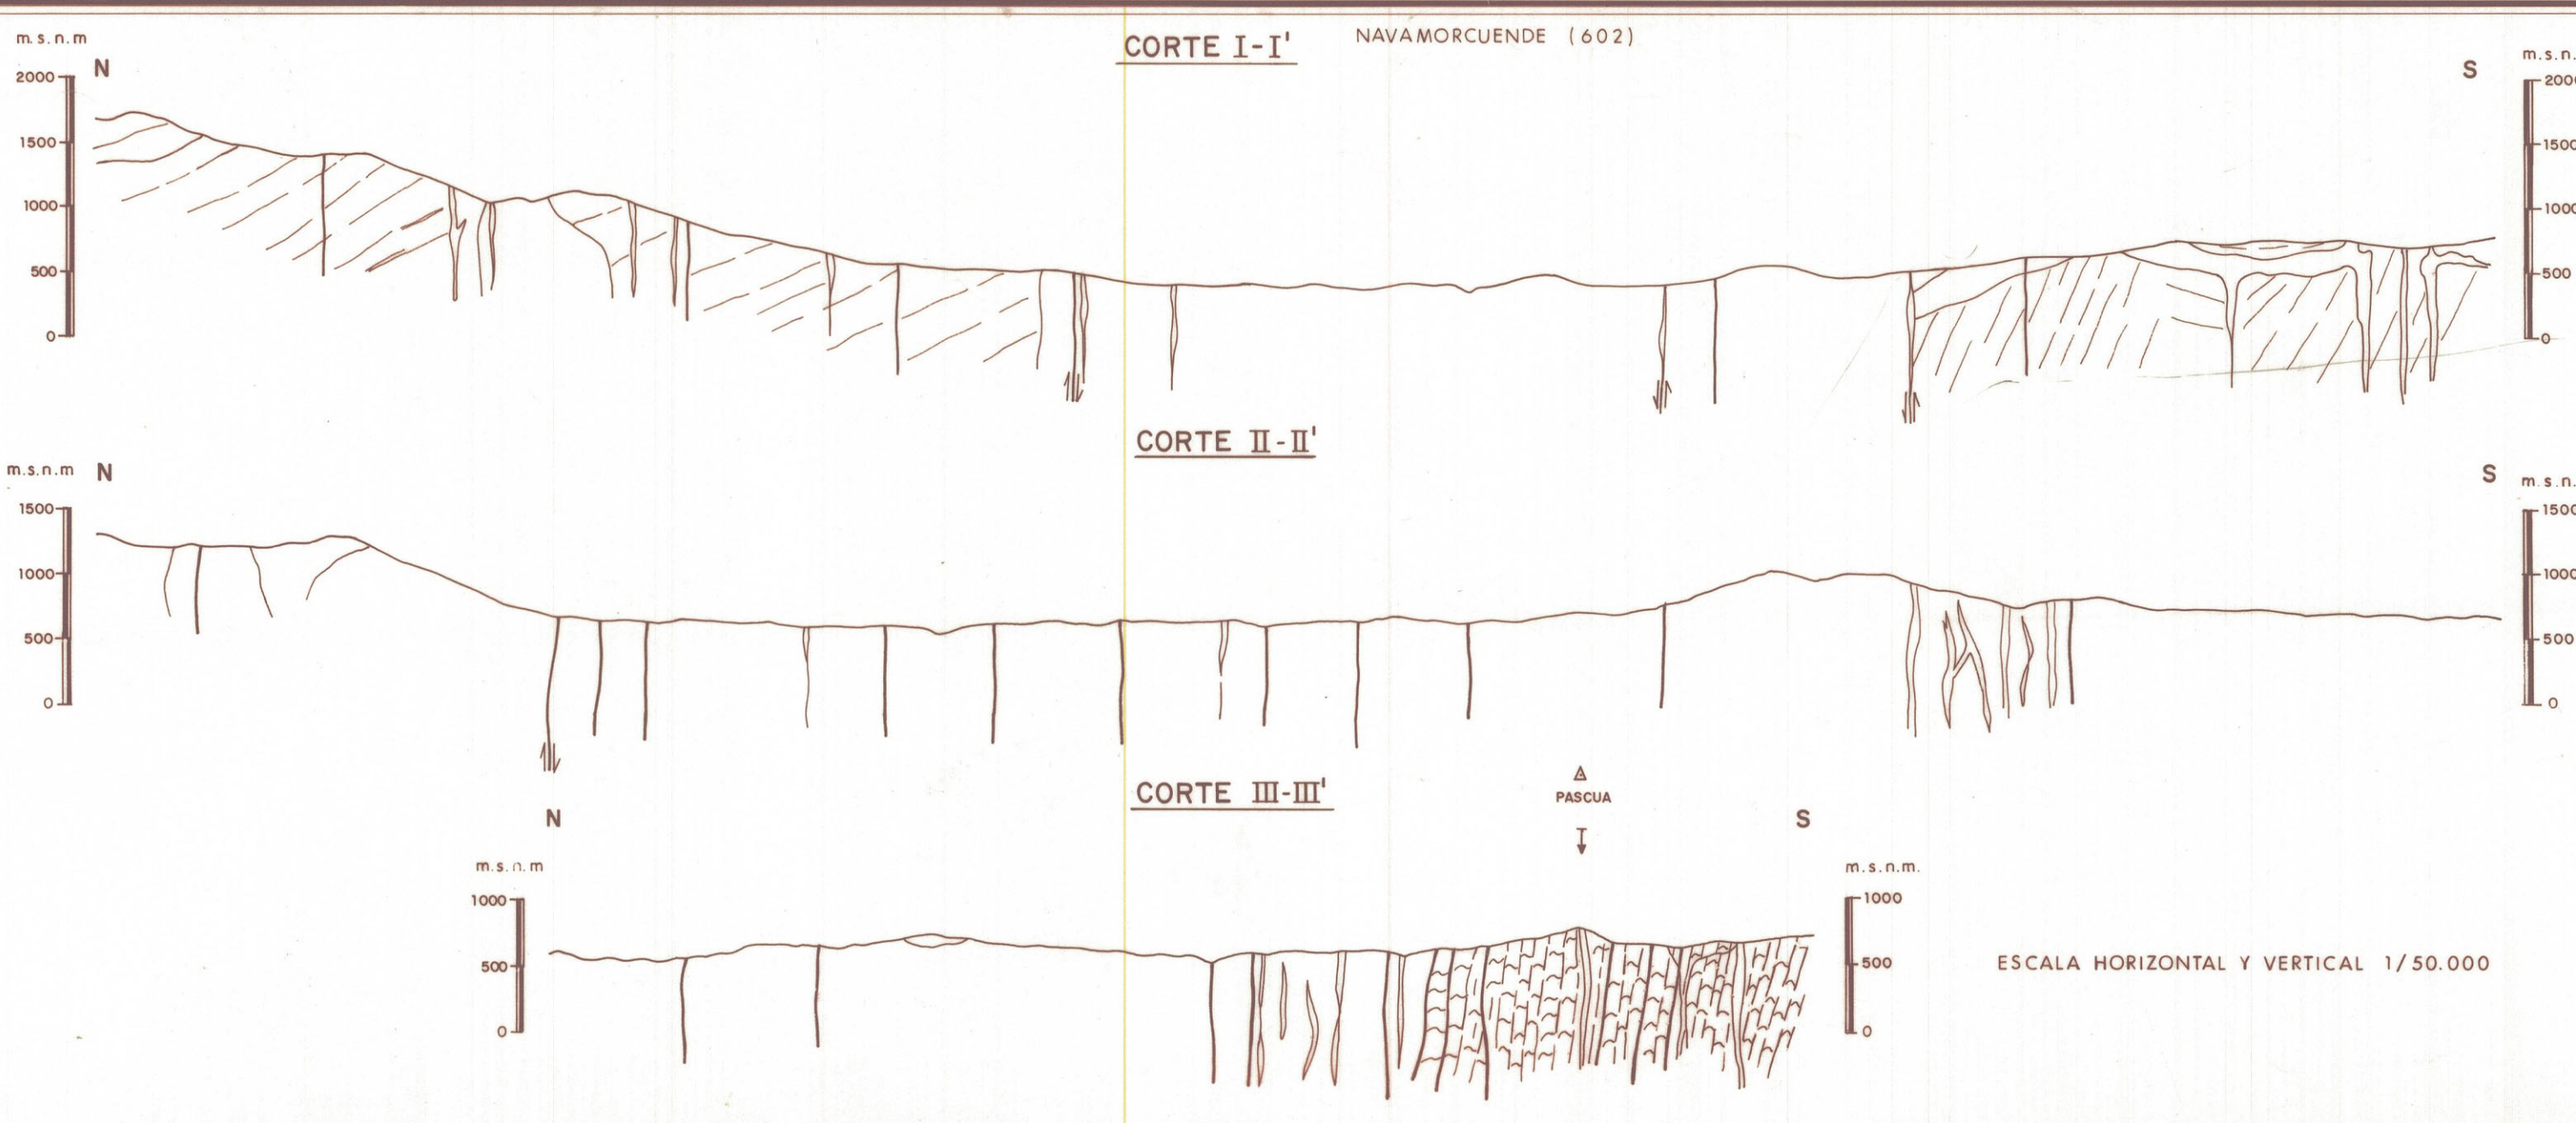 CORTE I-I'
NAVAMORCUENDE (602)
m.s.n.m
N
S
m.s.n.
2000
1500
1000
500
0
200
1500
1000
500
0
CORTE II-II'
m.s.n.m
N
S
m.s.n.
1500
1000
500
0
1500
1000
500
0
CORTE III-III'
PASCUA
N
S
m.s.n.m
m.s.n.m.
1000
500
0
1000
500
0
ESCALA HORIZONTAL Y VERTICAL 1/50.000